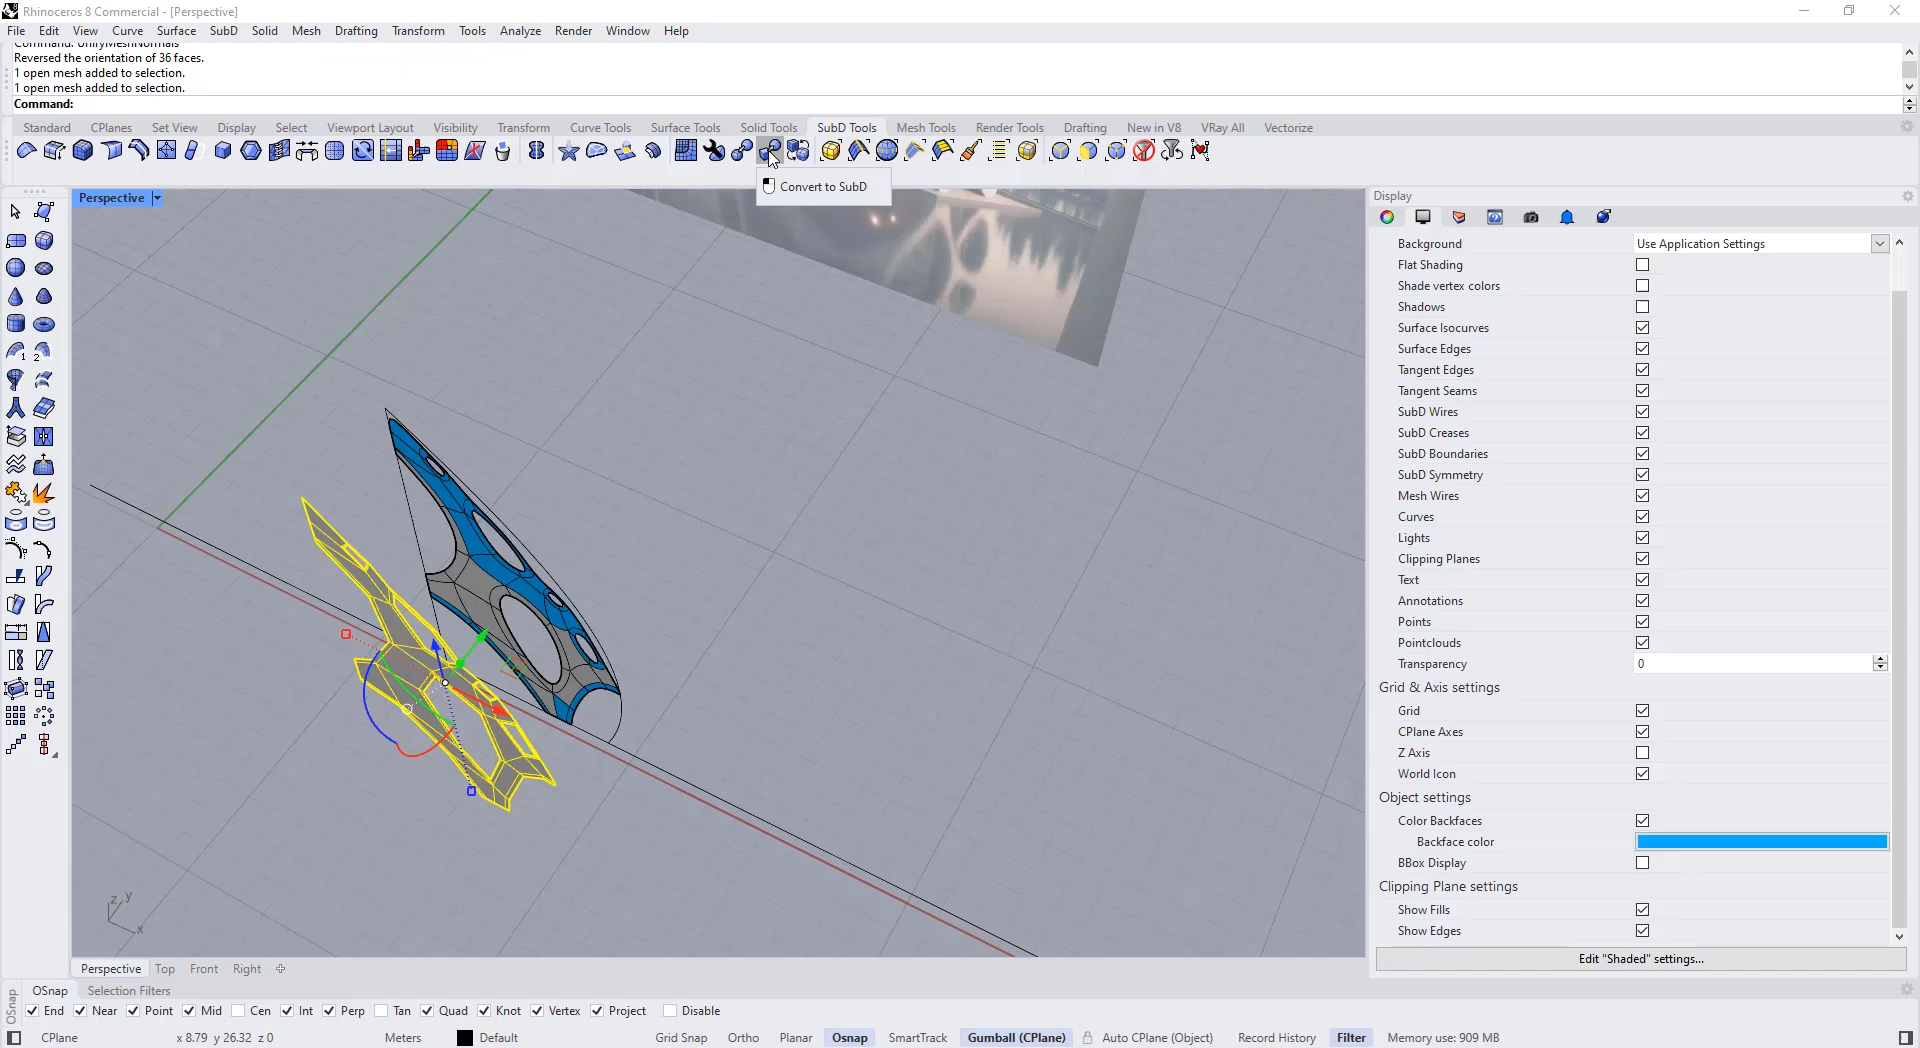 Rhinoceros 8 Commercial - [Perspective]
File Edit View Curve Surface SubD Solid Mesh Drafting Transform Tools Analyze Render Window Help
Command: UnifyMeshNormals
Reversed the orientation of 36 faces.
1 open mesh added to selection.
1 open mesh added to selection.
Command:
Standard CPlanes Set View Display Select Viewport Layout Visibility Transform Curve Tools Surface Tools Solid Tools SubD Tools Mesh Tools Render Tools Drafting New in V8 VRay All Vectorize
Convert to SubD
Perspective
1 2
z y
x
Display
Background Use Application Settings
Flat Shading
Shade vertex colors
Shadows
Surface Isocurves
Surface Edges
Tangent Edges
Tangent Seams
SubD Wires
SubD Creases
SubD Boundaries
SubD Symmetry
Mesh Wires
Curves
Lights
Clipping Planes
Text
Annotations
Points
Pointclouds
Transparency 0
Grid & Axis settings
Grid
CPlane Axes
Z Axis
World Icon
Object settings
Color Backfaces
Backface color
BBox Display
Clipping Plane settings
Show Fills
Show Edges
Edit "Shaded" settings...
Perspective Top Front Right
OSnap
OSnap Selection Filters
End Near Point Mid Cen Int Perp Tan Quad Knot Vertex Project Disable
CPlane x 8.79 y 26.32 z 0 Meters Default Grid Snap Ortho Planar Osnap SmartTrack Gumball (CPlane) Auto CPlane (Object) Record History Filter Memory use: 909 MB